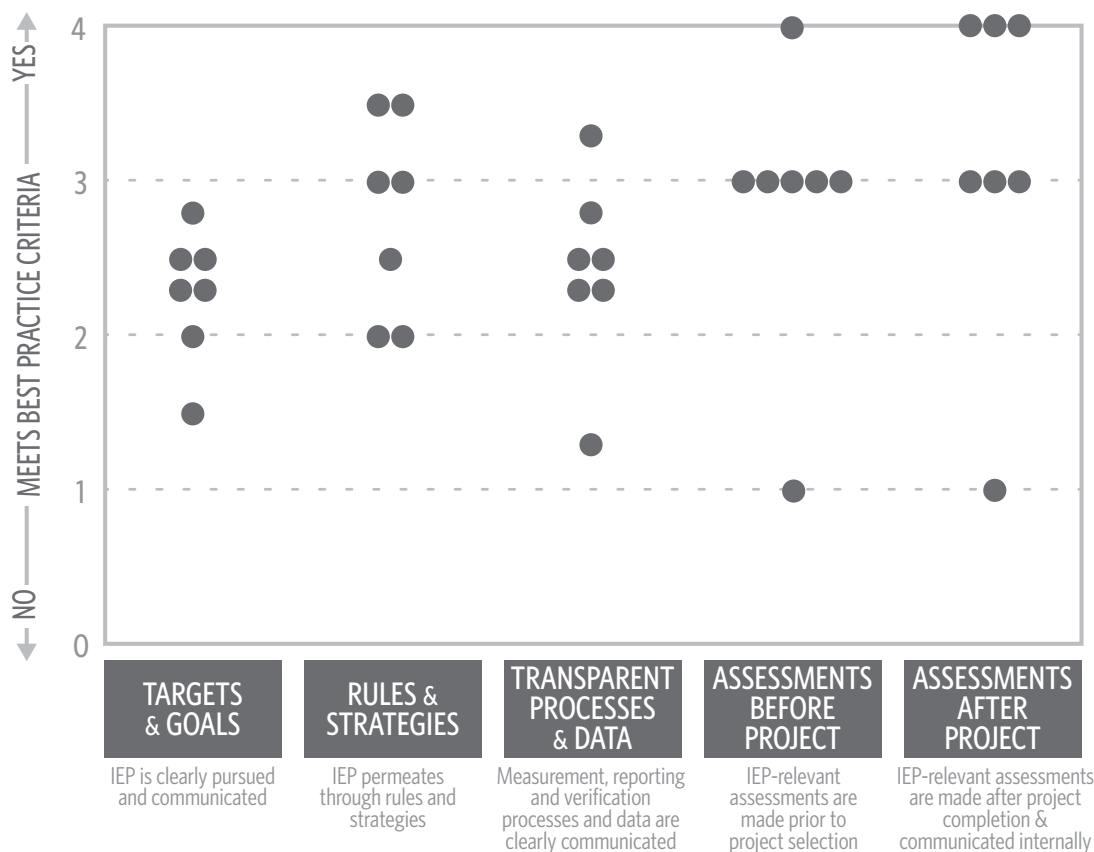 YES
MEETS BEST PRACTICE CRITERIA
NO
4
3
2
1
0
TARGETS
& GOALS
IEP is clearly pursued
and communicated
RULES &
STRATEGIES
IEP permeates
through rules and
strategies
TRANSPARENT
PROCESSES
& DATA
Measurement, reporting
and verification
processes and data are
clearly communicated
ASSESSMENTS
BEFORE
PROJECT
IEP-relevant
assessments are
made prior to
project selection
ASSESSMENTS
AFTER
PROJECT
IEP-relevant assessments
are made after project
completion &
communicated internally